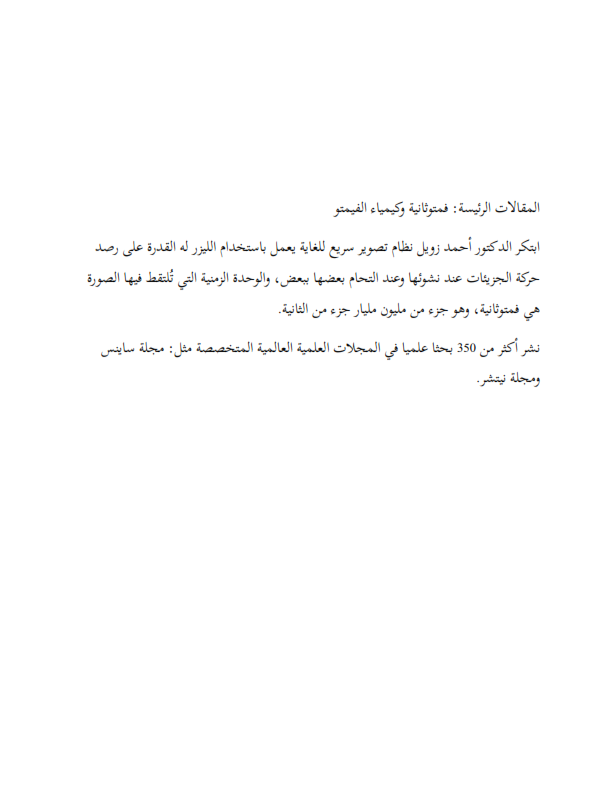 المقالات الرئيسة: فمتوثانية وكيمياء الفيمتو
ابتكر الدكتور أحمد زويل نظام تصوير سريع للغاية يعمل باستخدام الليزر له القدرة على رصد
حركة الجزيئات عند نشوئها وعند التحام بعضها ببعض، والوحدة الزمنية التي تُلتقط فيها الصورة
هي فمتوثانية، وهو جزء من مليون مليار جزء من الثانية.
نشر أكثر من 350 بحثا علميا في المجلات العلمية العالمية المتخصصة مثل: مجلة ساينس
ومجلة نيتشر.